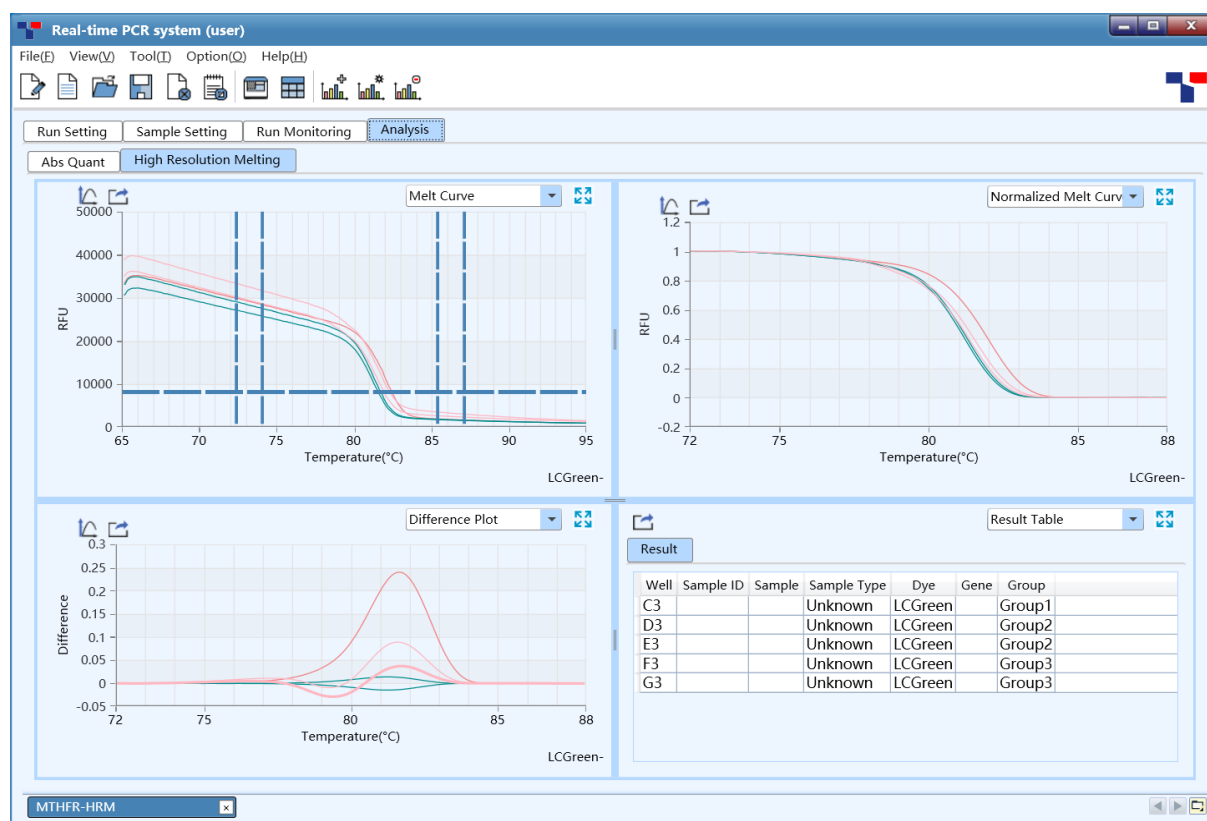 Real-time PCR system (user)
File(F) View(V) Tool(T) Option(O) Help(H)
Run Setting Sample Setting Run Monitoring Analysis
Abs Quant High Resolution Melting
Melt Curve
50000
40000
30000
20000
10000
0
RFU
65 70 75 80 85 90 95
Temperature(°C)
LCGreen-
Normalized Melt Curv
1.2
1
0.8
0.6
0.4
0.2
0
-0.2
RFU
72 75 80 85 88
Temperature(°C)
LCGreen-
Difference Plot
0.3
0.25
0.2
0.15
0.1
0.05
0
-0.05
Difference
72 75 80 85 88
Temperature(°C)
LCGreen-
Result Table
Result
Well Sample ID Sample Sample Type Dye Gene Group
C3 Unknown LCGreen Group1
D3 Unknown LCGreen Group2
E3 Unknown LCGreen Group2
F3 Unknown LCGreen Group3
G3 Unknown LCGreen Group3
MTHFR-HRM